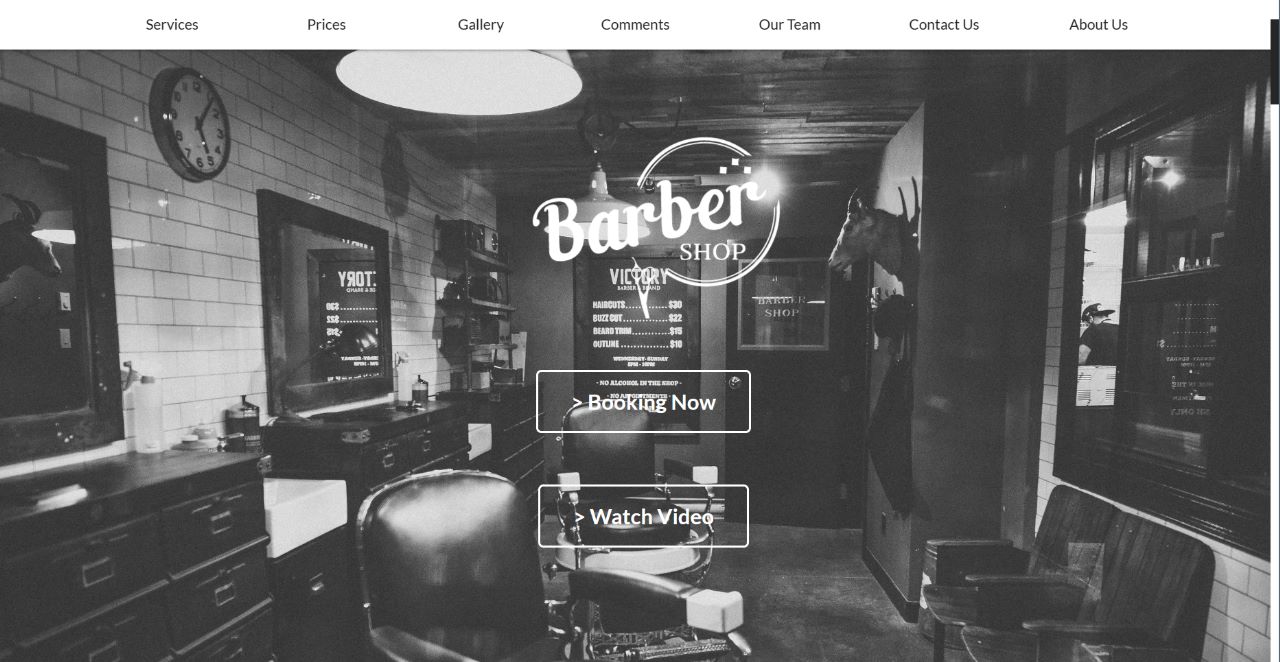 Services Prices Gallery Comments Our Team Contact Us About Us
Barber
SHOP
VICTORY
BARBER & BRAND
HAIRCUTS $30
BUZZ CUT $22
BEARD TRIM $15
OUTLINE $10
WEDNESDAY-SUNDAY
BARBER
SHOP
- NO ALCOHOL IN THE SHOP -
- NO APPOINTMENTS -
> Booking Now
> Watch Video